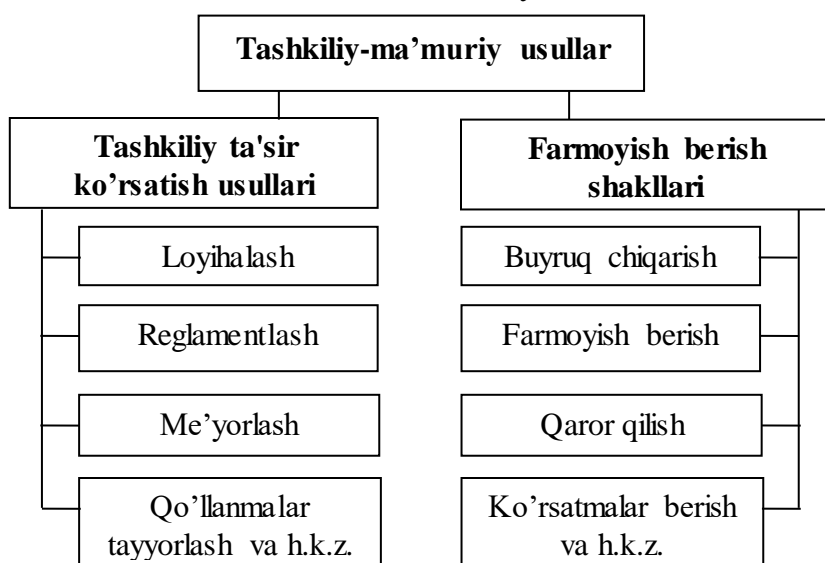 Tashkiliy-ma’muriy usullar
Tashkiliy ta'sir
ko’rsatish usullari
Loyihalash
Reglamentlash
Me’yorlash
Qo’llanmalar
tayyorlash va h.k.z.
Farmoyish berish
shakllari
Buyruq chiqarish
Farmoyish berish
Qaror qilish
Ko’rsatmalar berish
va h.k.z.